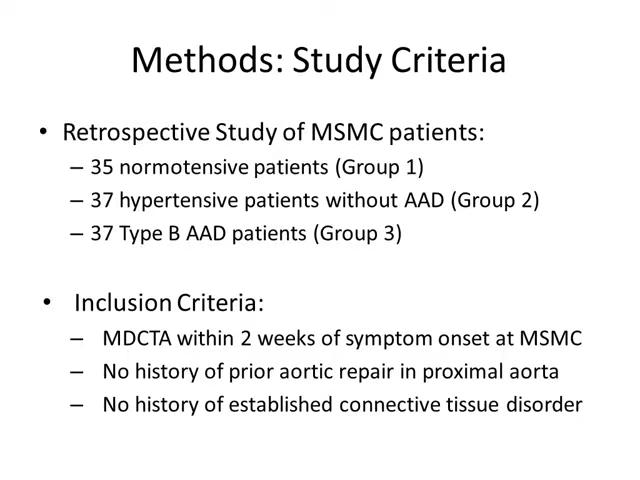 Methods: Study Criteria
• Retrospective Study of MSMC patients:
– 35 normotensive patients (Group 1)
– 37 hypertensive patients without AAD (Group 2)
– 37 Type B AAD patients (Group 3)
• Inclusion Criteria:
– MDCTA within 2 weeks of symptom onset at MSMC
– No history of prior aortic repair in proximal aorta
– No history of established connective tissue disorder